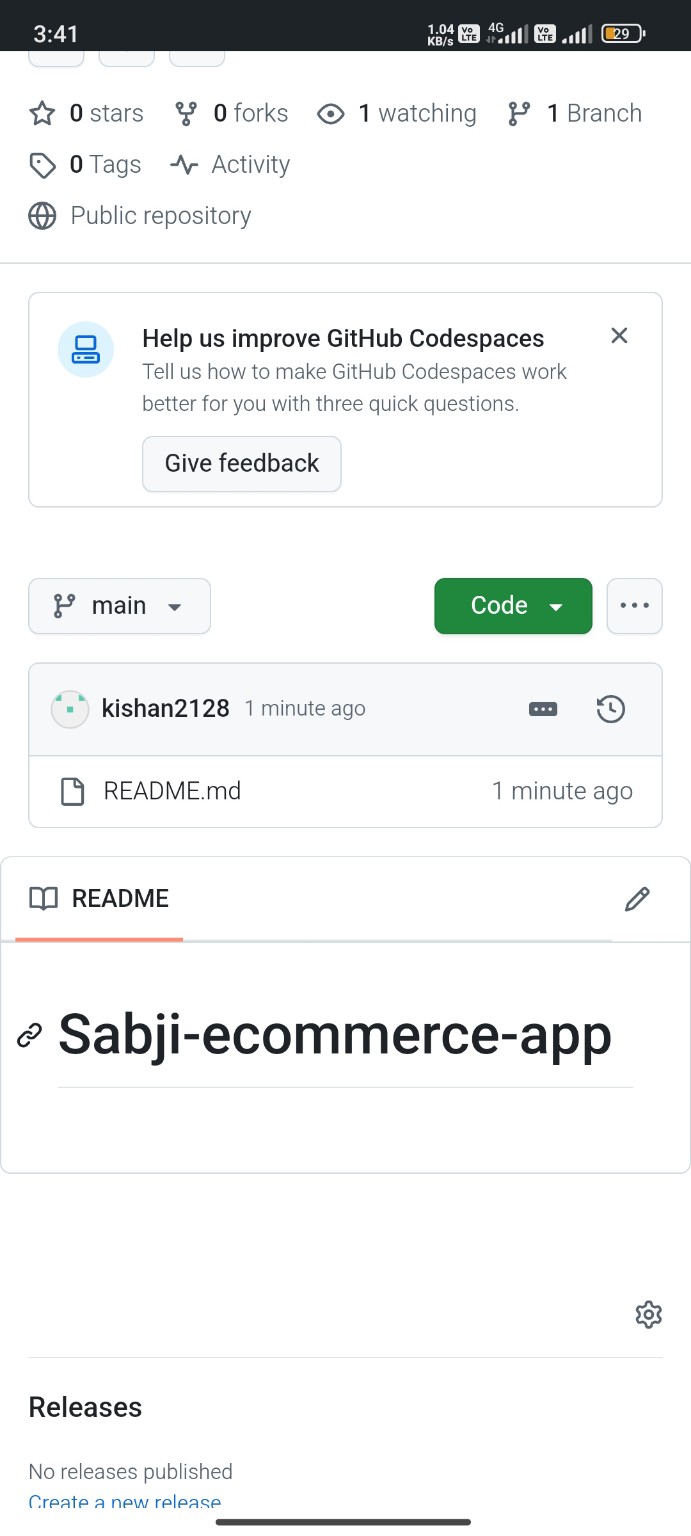 3:41
1.04 KB/s Vo LTE 4G Vo LTE 29
0 stars 0 forks 1 watching 1 Branch
0 Tags Activity
Public repository
Help us improve GitHub Codespaces
Tell us how to make GitHub Codespaces work
better for you with three quick questions.
Give feedback
main Code
kishan2128 1 minute ago
README.md 1 minute ago
README
Sabji-ecommerce-app
Releases
No releases published
Create a new release